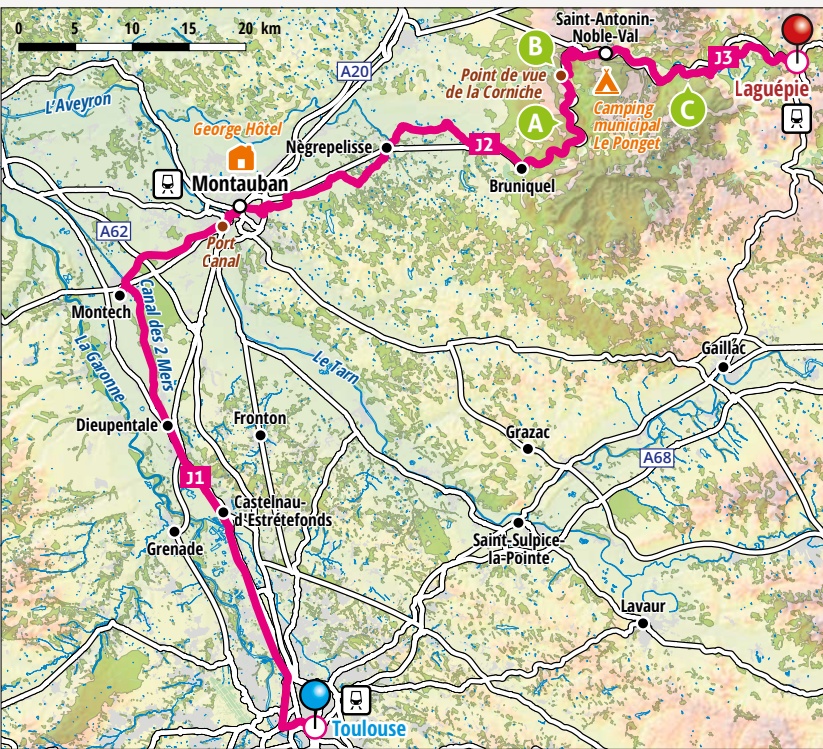 0 5 10 15 20 km
Saint-Antonin-
Noble-Val
B
J3
A20
Point de vue
de la Corniche
Laguépie
L'Aveyron
C
Camping
municipal
Le Ponget
George Hôtel
A
Nègrepelisse
J2
Bruniquel
Montauban
A62
Port
Canal
Montech
Canal des 2 Mers
La Garonne
Le Tarn
Gaillac
Dieupentale
Fronton
Grazac
A68
J1
Castelnau-
d'Estrétefonds
Grenade
Saint-Sulpice-
la-Pointe
Lavaur
Toulouse